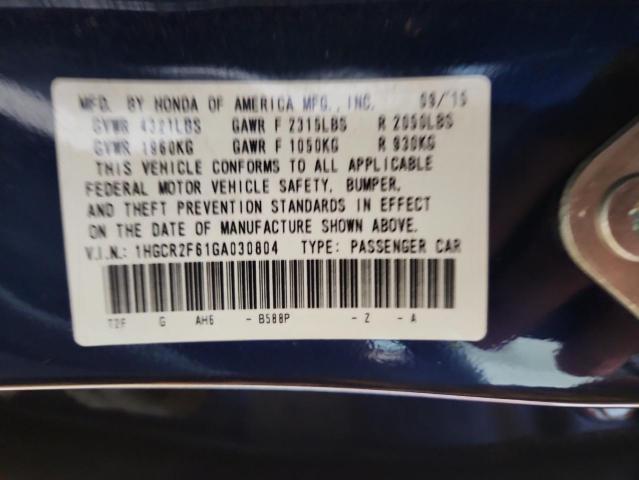 MFD. BY HONDA OF AMERICA MFG., INC. 09/15
GVWR 4321LBS GAWR F 2315LBS R 2050LBS
GVWR 1960KG GAWR F 1050KG R 930KG
THIS VEHICLE CONFORMS TO ALL APPLICABLE
FEDERAL MOTOR VEHICLE SAFETY, BUMPER,
AND THEFT PREVENTION STANDARDS IN EFFECT
ON THE DATE OF MANUFACTURE SHOWN ABOVE.
V.I.N.: 1HGCR2F61GA030804 TYPE: PASSENGER CAR
T2F G AH6 - B588P - Z - A